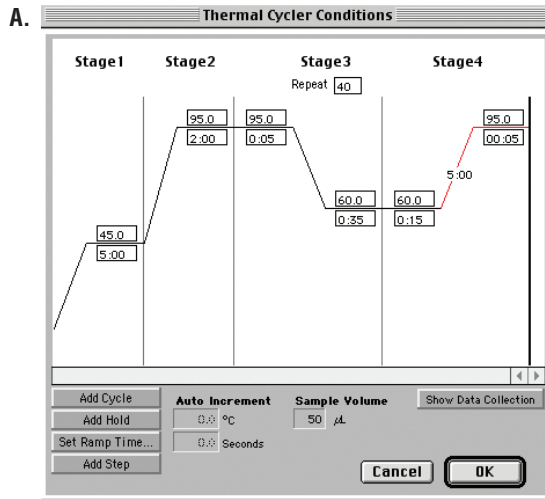 A.
Thermal Cycler Conditions
Stage1 Stage2 Stage3 Stage4
Repeat 40
95.0 95.0 95.0
2:00 0:05 00:05
5:00
60.0 60.0
0:35 0:15
45.0
5:00
Add Cycle
Add Hold
Set Ramp Time...
Add Step
Auto Increment
0.0 °C
0.0 Seconds
Sample Volume
50 µL
Show Data Collection
Cancel OK